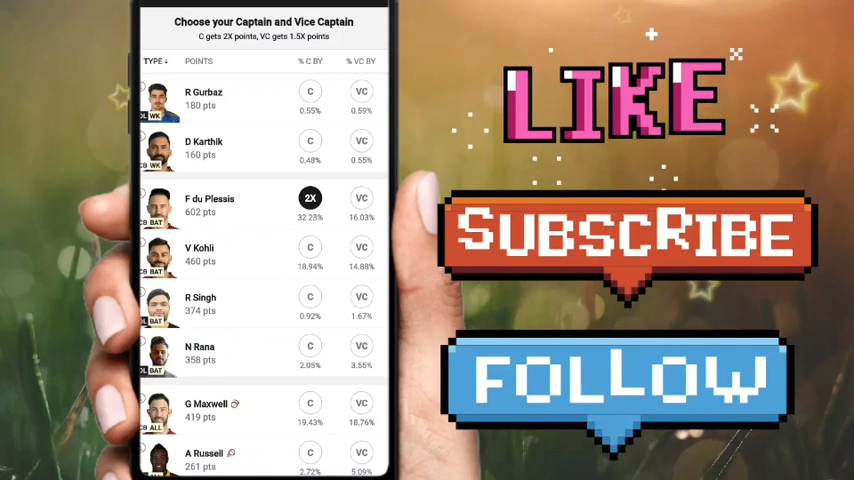 Choose your Captain and Vice Captain
C gets 2X points, VC gets 1.5X points
TYPE ↓ POINTS % C BY % VC BY
R Gurbaz
180 pts
WK
C
0.55%
VC
0.59%
D Karthik
160 pts
WK
C
0.48%
VC
0.55%
F du Plessis
602 pts
BAT
2X
32.23%
VC
16.03%
V Kohli
460 pts
BAT
C
18.94%
VC
14.88%
R Singh
374 pts
BAT
C
0.92%
VC
1.67%
N Rana
358 pts
BAT
C
2.05%
VC
3.55%
G Maxwell
419 pts
ALL
C
19.43%
VC
18.76%
A Russell
261 pts
C
2.72%
VC
5.09%
LIKE
SUBSCRIBE
FOLLOW